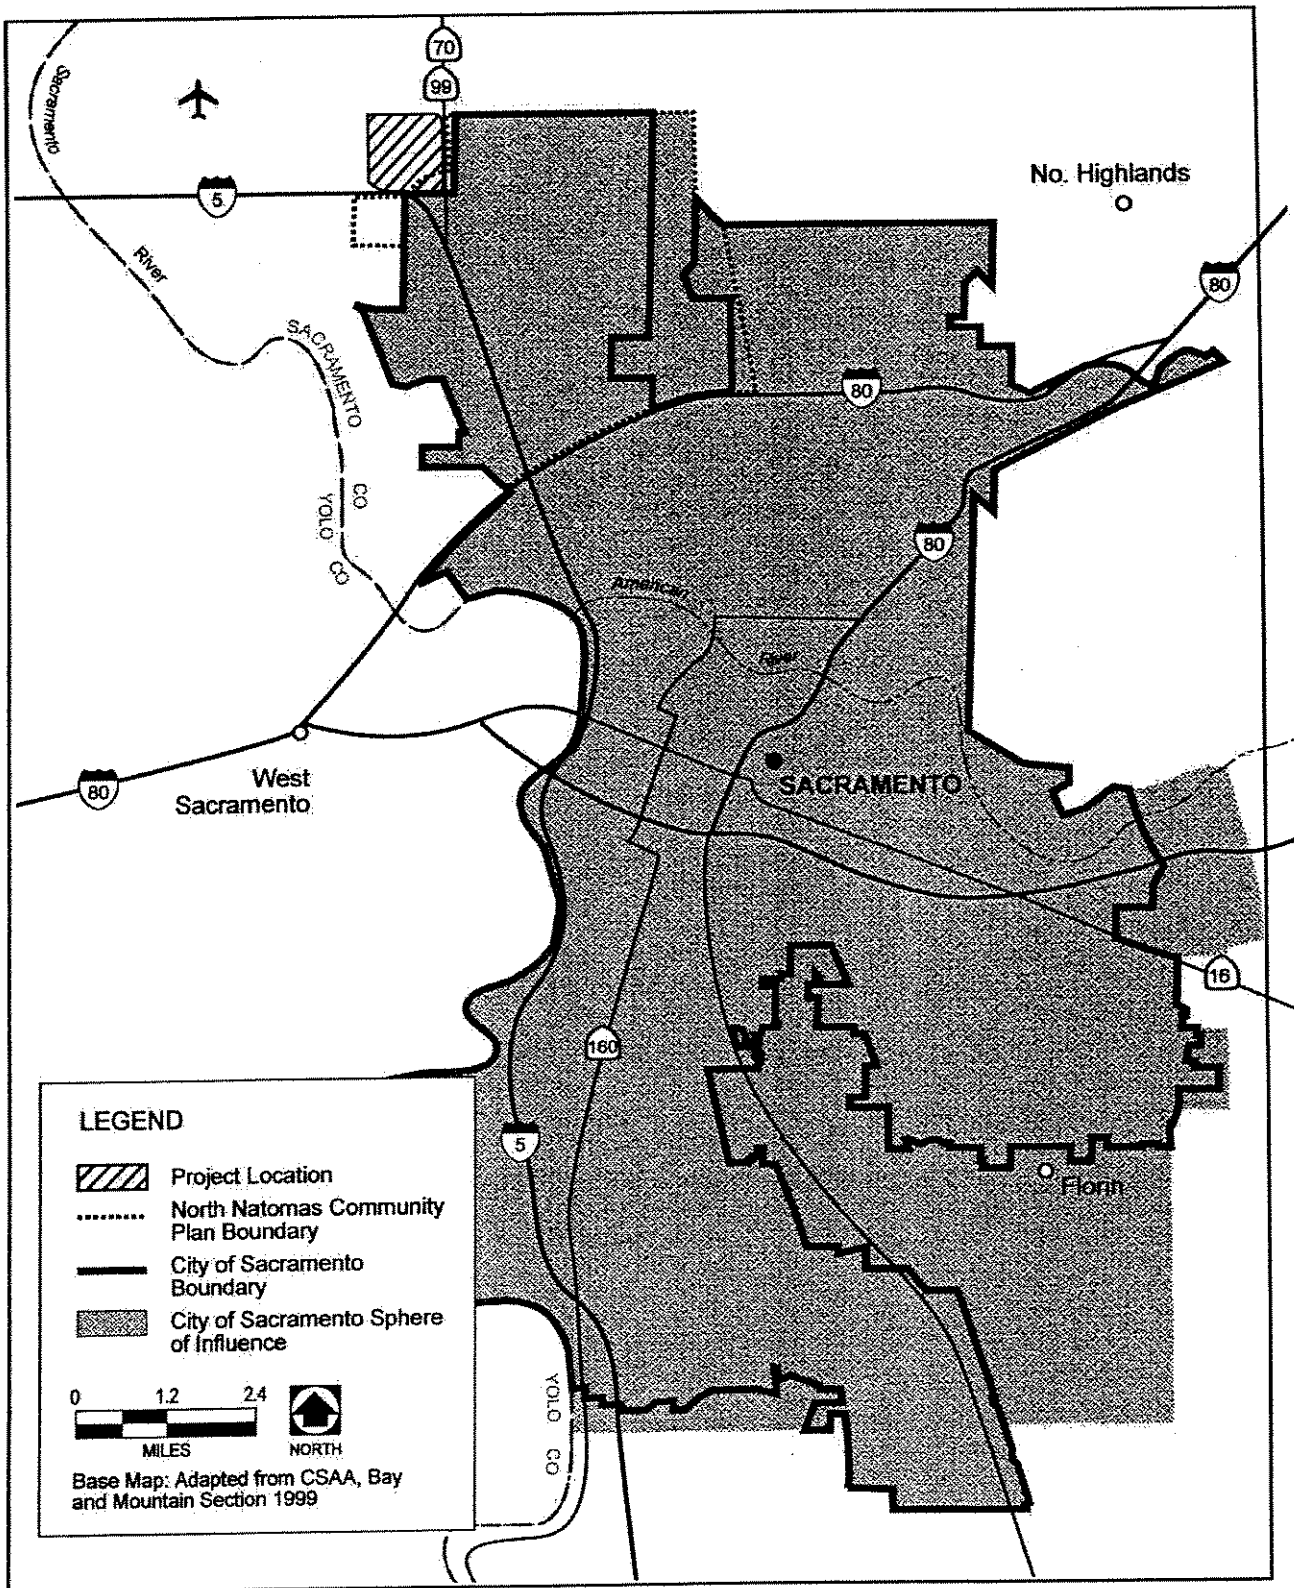 70
99
Sacramento
5
No. Highlands
80
River
SACRAMENTO CO
YOLO CO
80
80
American
River
SACRAMENTO
West
Sacramento
80
16
160
5
Florin
LEGEND
Project Location
North Natomas Community
Plan Boundary
City of Sacramento
Boundary
City of Sacramento Sphere
of Influence
0 1.2 2.4
MILES
NORTH
Base Map: Adapted from CSAA, Bay
and Mountain Section 1999
YOLO CO